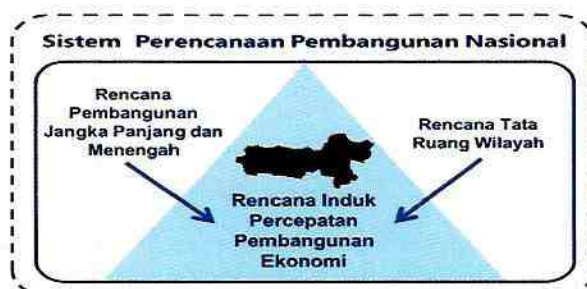 Sistem Perencanaan Pembangunan Nasional
Rencana
Pembangunan
Jangka Panjang dan
Menengah
Rencana Tata
Ruang Wilayah
Rencana Induk
Percepatan
Pembangunan
Ekonomi